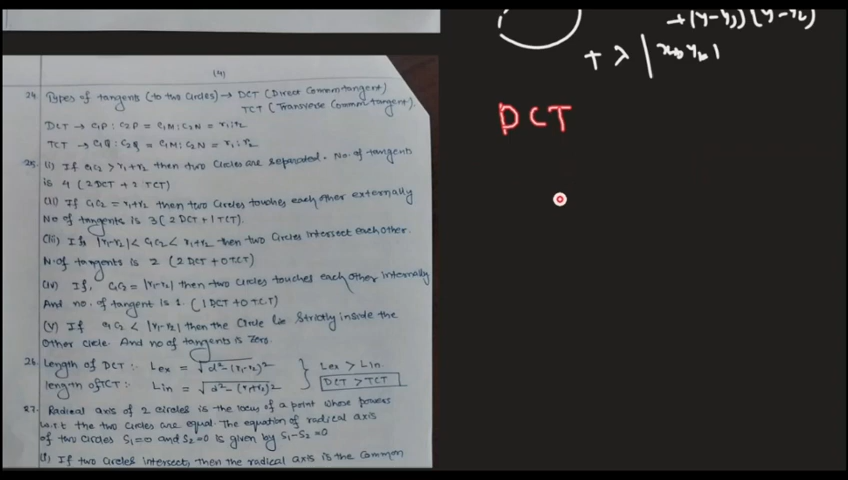 (4)
24. Types of tangents (to two Circles) → DCT (Direct Common tangent)
TCT (Transverse Common tangent).
DCT → C₁P : C₂P = C₁M : C₂N = r₁:r₂
TCT → C₁Q : C₂Q = C₁M : C₂N = r₁ : r₂
25. (i) If C₁C₂ > r₁+r₂ then two Circles are separated. No. of tangents
is 4 (2DCT + 2 TCT)
(ii) If C₁C₂ = r₁+r₂ then two Circles touches each other externally
No of tangents is 3 (2 DCT + 1 TCT).
(iii) If |r₁-r₂| < C₁C₂ < r₁+r₂ then two Circles intersect each other.
N.of tangents is 2 (2DCT + 0TCT)
(iv) If, C₁C₂ = |r₁-r₂| then two Circles touches each other internally
And no. of tangent is 1. (1 DCT + 0 TCT)
(v) If C₁C₂ < |r₁-r₂| then the Circle lie strictly inside the
other circle. And no of tangents is Zero.
26. Length of DCT :- Lex = √d²-(r₁-r₂)² Lex > Lin.
length of TCT :- Lin = √d²-(r₁+r₂)² DCT > TCT
27. Radical axis of 2 circles is the locus of a point whose powers
w.r.t the two circles are equal. The equation of radical axis
of two Circles S₁=0 and S₂=0 is given by S₁-S₂=0
(i) If two Circles intersect, then the radical axis is the common
+(y-y₁)(y-y₂)
+ λ |
DCT